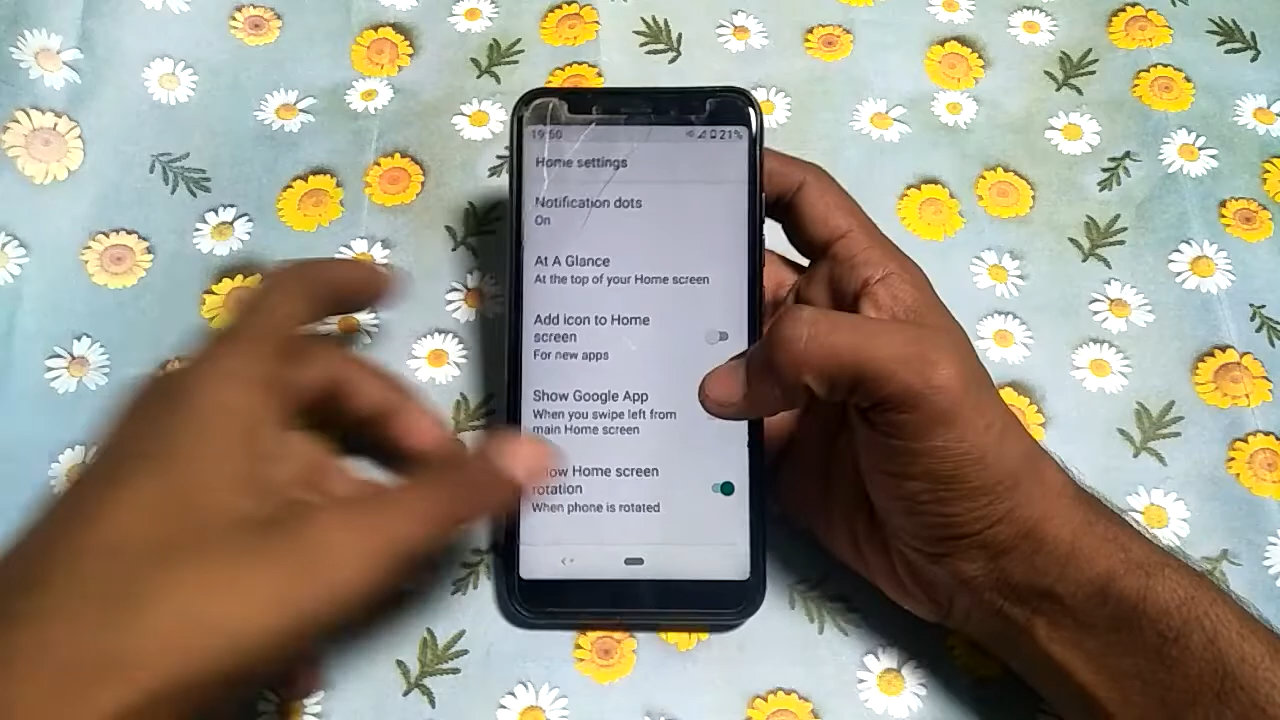 19:50 21%
Home settings
Notification dots
On
At A Glance
At the top of your Home screen
Add icon to Home
screen
For new apps
Show Google App
When you swipe left from
main Home screen
Home screen
rotation
When phone is rotated